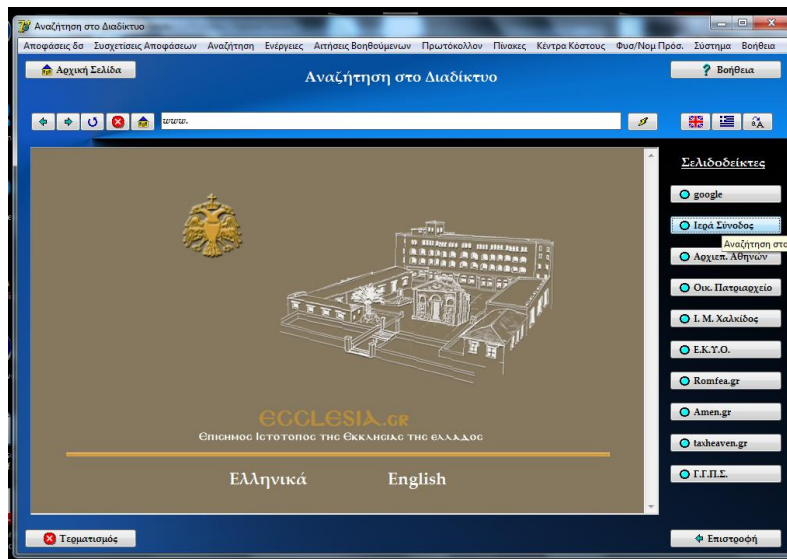 Αναζήτηση στο Διαδίκτυο
Αποφάσεις δσ Συσχετίσεις Αποφάσεων Αναζήτηση Ενέργειες Αιτήσεις Βοηθούμενων Πρωτόκολλον Πίνακες Κέντρα Κόστους Φυσ/Νομ Πρόσ. Σύστημα Βοήθεια
Αρχική Σελίδα
Αναζήτηση στο Διαδίκτυο
Βοήθεια
www.
Σελιδοδείκτες
google
Ιερά Σύνοδος
Αναζήτηση στο
Αρχιεπ. Αθηνών
Οικ. Πατριαρχείο
Ι. Μ. Χαλκίδος
Ε.Κ.Υ.Ο.
Romfea.gr
Amen.gr
taxheaven.gr
Γ.Γ.Π.Σ.
ECCLESIA.GR
Επισημος Ιστοτοπος της Εκκλησιας της ελλαδος
Ελληνικά English
Τερματισμός
Επιστροφή